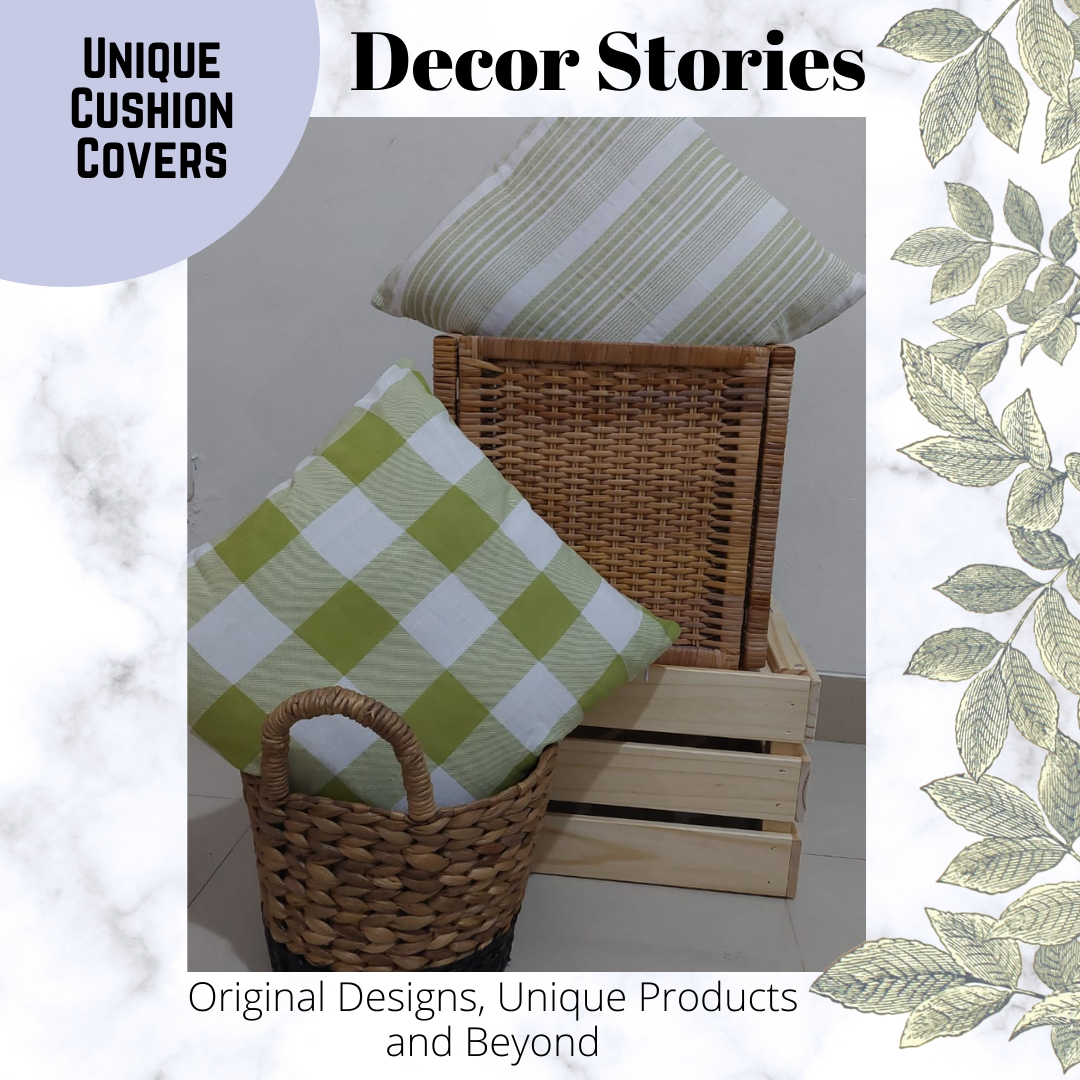 Unique
Cushion
Covers
Decor Stories
Original Designs, Unique Products
and Beyond